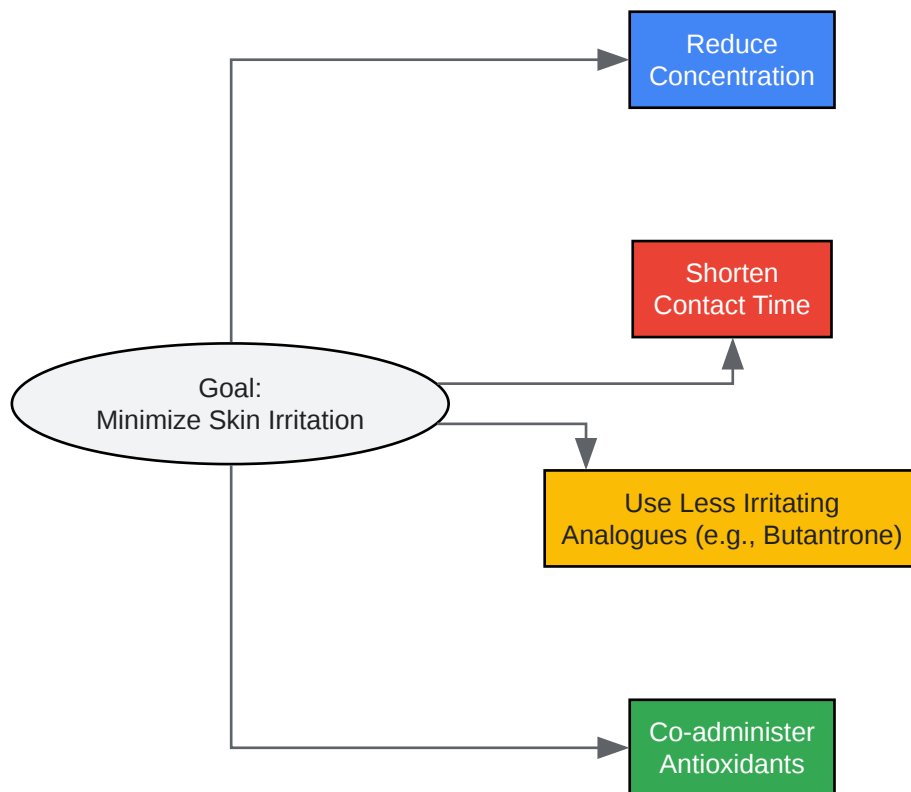 Reduce
Concentration
Shorten
Contact Time
Goal:
Minimize Skin Irritation
Use Less Irritating
Analogues (e.g., Butantrone)
Co-administer
Antioxidants